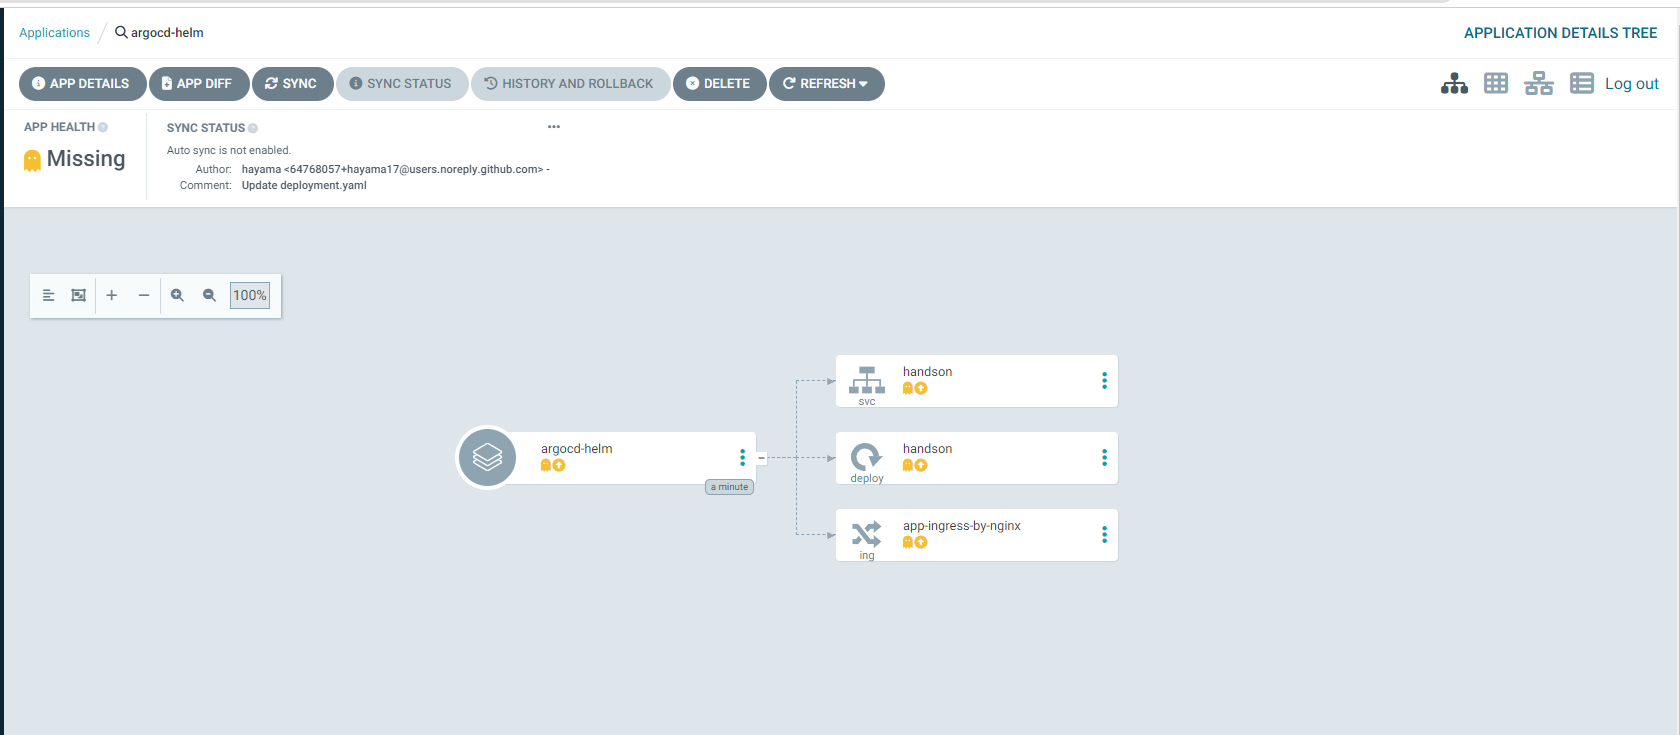 Applications / argocd-helm
APPLICATION DETAILS TREE
APP DETAILS
APP DIFF
SYNC
SYNC STATUS
HISTORY AND ROLLBACK
DELETE
REFRESH
Log out
APP HEALTH
Missing
SYNC STATUS
Auto sync is not enabled.
Author: hayama <64768057+hayama17@users.noreply.github.com> -
Comment: Update deployment.yaml
100%
argocd-helm
a minute
handson
svc
handson
deploy
app-ingress-by-nginx
ing